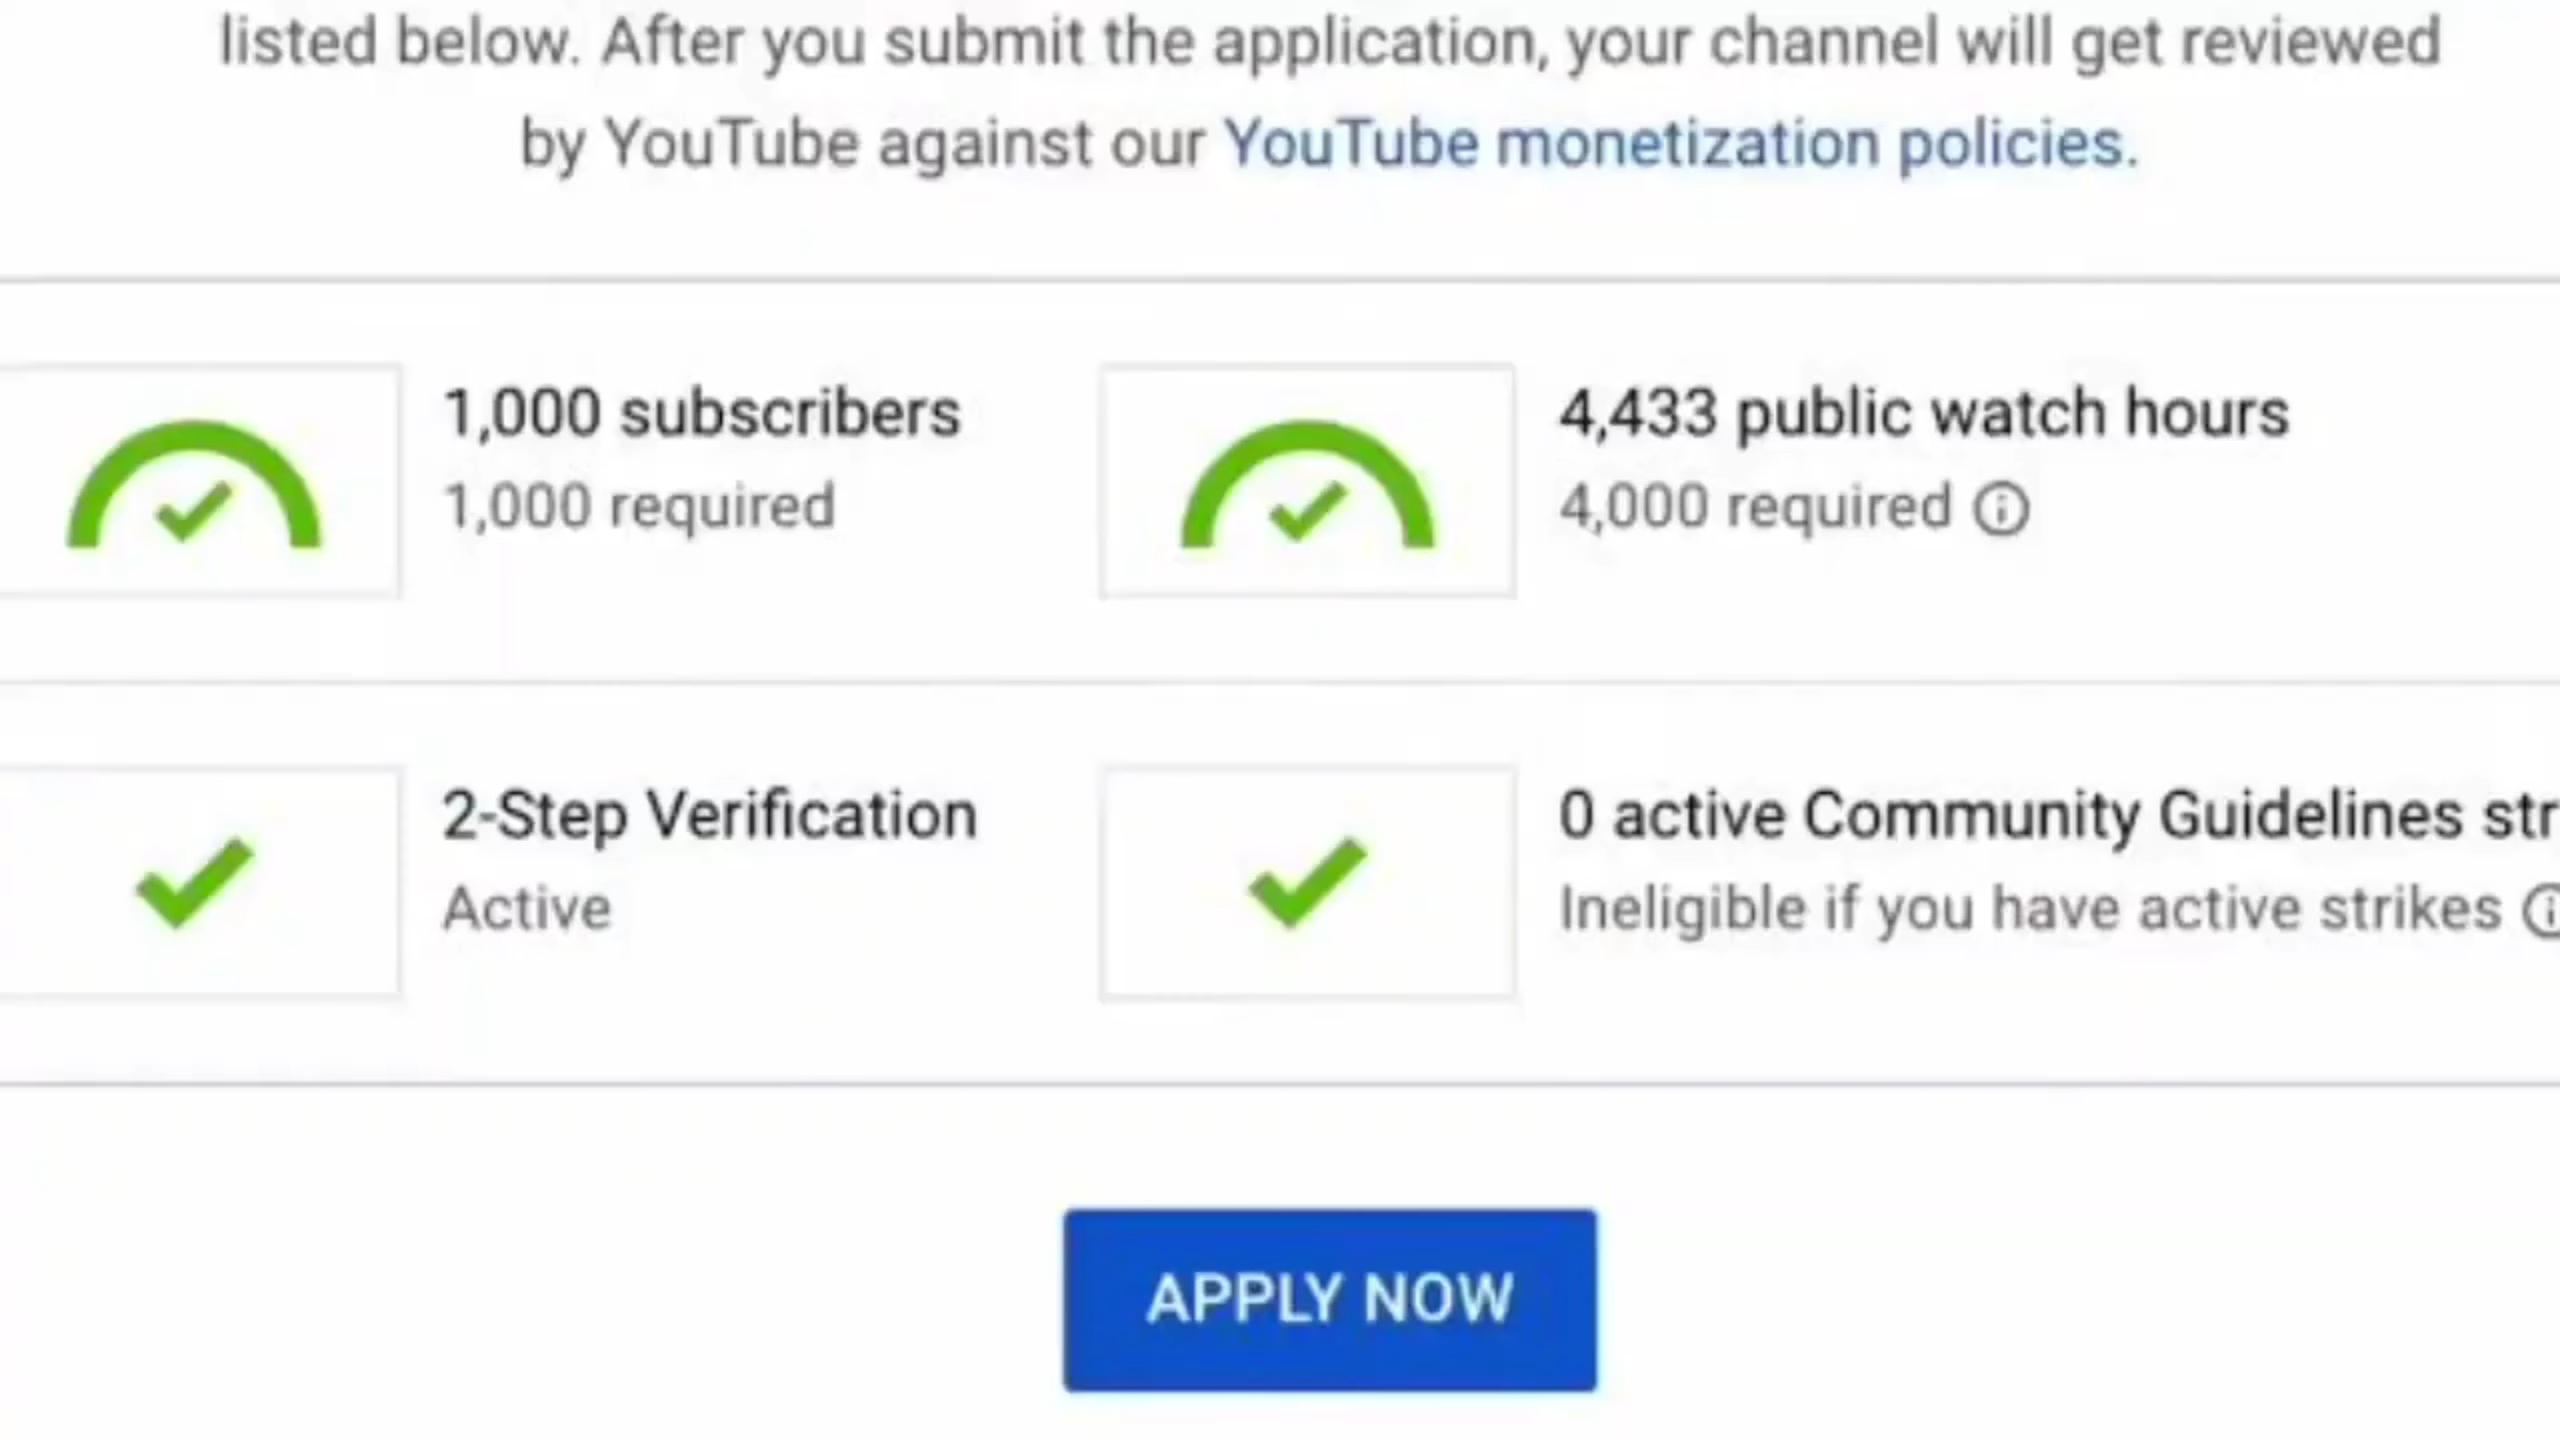 listed below. After you submit the application, your channel will get reviewed
by YouTube against our YouTube monetization policies.
1,000 subscribers
1,000 required
4,433 public watch hours
4,000 required
2-Step Verification
Active
0 active Community Guidelines str
Ineligible if you have active strikes
APPLY NOW